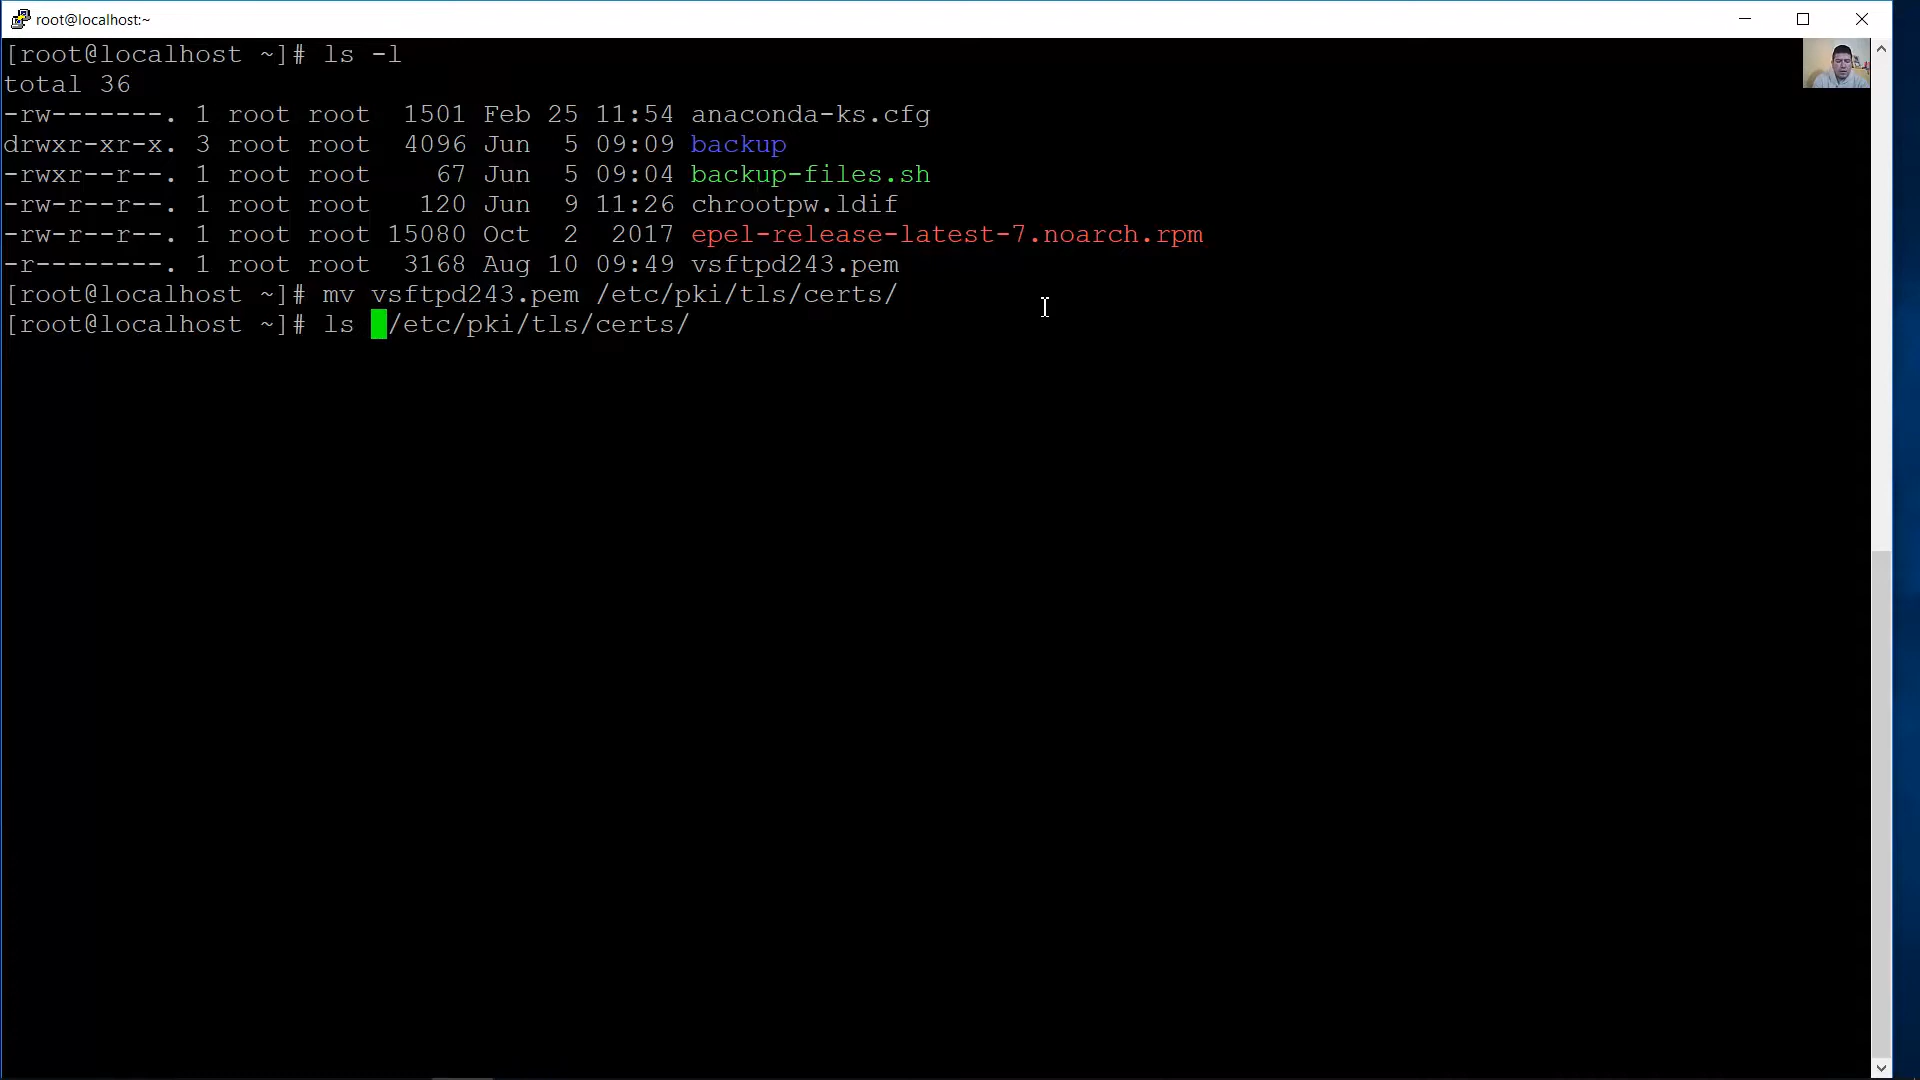 root@localhost:~
[root@localhost ~]# ls -l
total 36
-rw-------. 1 root root  1501 Feb 25 11:54 anaconda-ks.cfg
drwxr-xr-x. 3 root root  4096 Jun  5 09:09 backup
-rwxr--r--. 1 root root    67 Jun  5 09:04 backup-files.sh
-rw-r--r--. 1 root root   120 Jun  9 11:26 chrootpw.ldif
-rw-r--r--. 1 root root 15080 Oct  2  2017 epel-release-latest-7.noarch.rpm
-r--------. 1 root root  3168 Aug 10 09:49 vsftpd243.pem
[root@localhost ~]# mv vsftpd243.pem /etc/pki/tls/certs/
[root@localhost ~]# ls  /etc/pki/tls/certs/